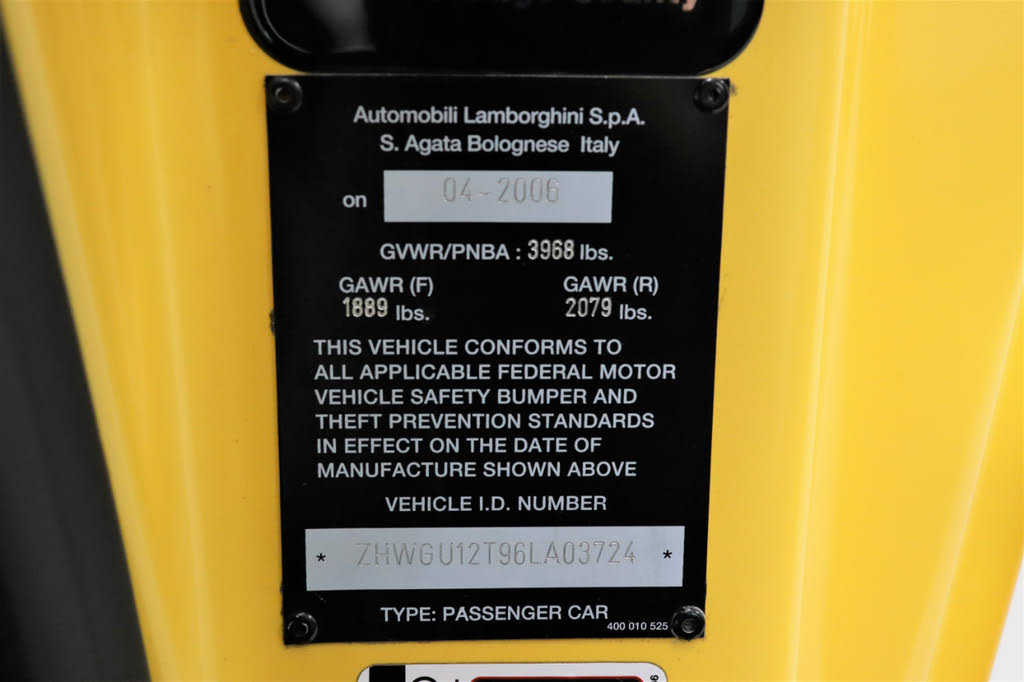 Automobili Lamborghini S.p.A.
S. Agata Bolognese Italy
on 04-2006
GVWR/PNBA : 3968 lbs.
GAWR (F) GAWR (R)
1889 lbs. 2079 lbs.
THIS VEHICLE CONFORMS TO
ALL APPLICABLE FEDERAL MOTOR
VEHICLE SAFETY BUMPER AND
THEFT PREVENTION STANDARDS
IN EFFECT ON THE DATE OF
MANUFACTURE SHOWN ABOVE
VEHICLE I.D. NUMBER
* ZHWGU12T96LA03724 *
TYPE: PASSENGER CAR
400 010 525